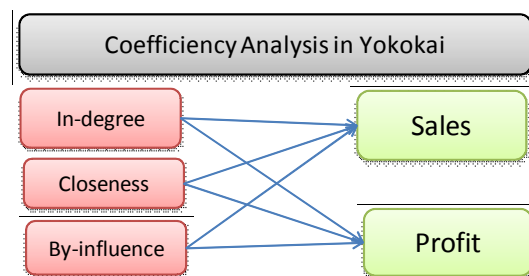 Coefficiency Analysis in Yokokai
In-degree
Sales
Closeness
By-influence
Profit